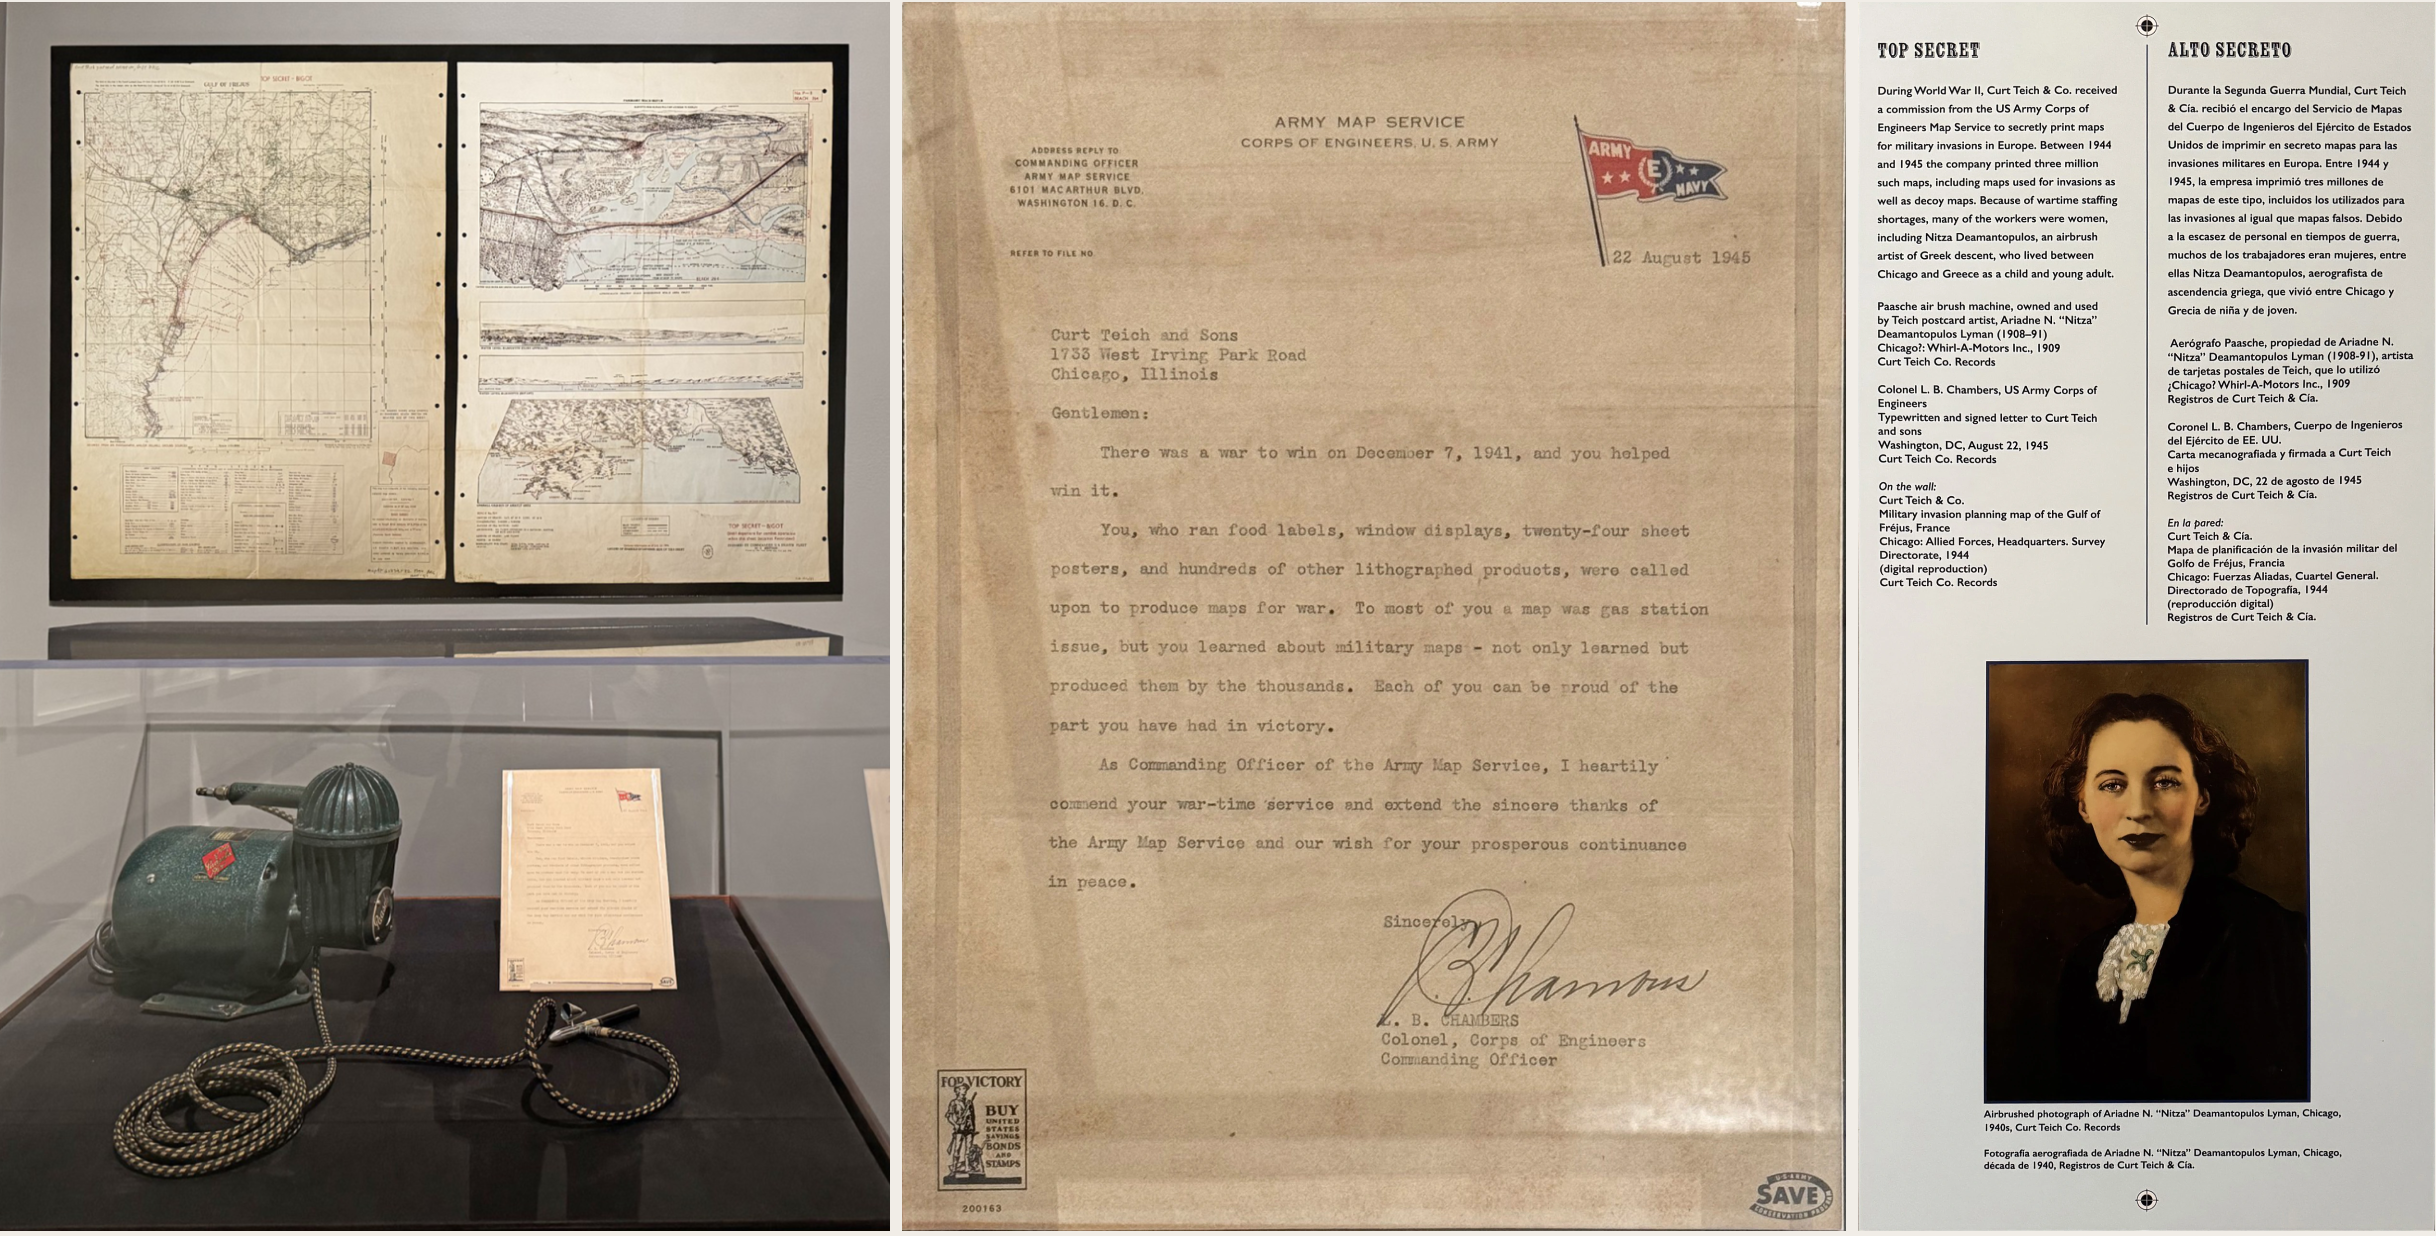 GULF OF FREJUS
TOP SECRET - BIGOT
TOP SECRET - BIGOT
ARMY MAP SERVICE
CORPS OF ENGINEERS, U. S. ARMY
ADDRESS REPLY TO
COMMANDING OFFICER
ARMY MAP SERVICE
6101 MACARTHUR BLVD.
WASHINGTON 16, D. C.
ARMY
E
NAVY
REFER TO FILE NO.
22 August 1945
Curt Teich and Sons
1733 West Irving Park Road
Chicago, Illinois
Gentlemen:
There was a war to win on December 7, 1941, and you helped
win it.
You, who ran food labels, window displays, twenty-four sheet
posters, and hundreds of other lithographed products, were called
upon to produce maps for war. To most of you a map was gas station
issue, but you learned about military maps - not only learned but
produced them by the thousands. Each of you can be proud of the
part you have had in victory.
As Commanding Officer of the Army Map Service, I heartily
commend your war-time service and extend the sincere thanks of
the Army Map Service and our wish for your prosperous continuance
in peace.
Sincerely,
L. B. CHAMBERS
Colonel, Corps of Engineers
Commanding Officer
FOR VICTORY
BUY
UNITED
STATES
SAVINGS
BONDS
AND
STAMPS
200163
U S ARMY
SAVE
CONSERVATION PROGRAM
TOP SECRET
During World War II, Curt Teich & Co. received
a commission from the US Army Corps of
Engineers Map Service to secretly print maps
for military invasions in Europe. Between 1944
and 1945 the company printed three million
such maps, including maps used for invasions as
well as decoy maps. Because of wartime staffing
shortages, many of the workers were women,
including Nitza Deamantopulos, an airbrush
artist of Greek descent, who lived between
Chicago and Greece as a child and young adult.
Paasche air brush machine, owned and used
by Teich postcard artist, Ariadne N. “Nitza”
Deamantopulos Lyman (1908–91)
Chicago?: Whirl-A-Motors Inc., 1909
Curt Teich Co. Records
Colonel L. B. Chambers, US Army Corps of
Engineers
Typewritten and signed letter to Curt Teich
and sons
Washington, DC, August 22, 1945
Curt Teich Co. Records
On the wall:
Curt Teich & Co.
Military invasion planning map of the Gulf of
Fréjus, France
Chicago: Allied Forces, Headquarters. Survey
Directorate, 1944
(digital reproduction)
Curt Teich Co. Records
ALTO SECRETO
Durante la Segunda Guerra Mundial, Curt Teich
& Cía. recibió el encargo del Servicio de Mapas
del Cuerpo de Ingenieros del Ejército de Estados
Unidos de imprimir en secreto mapas para las
invasiones militares en Europa. Entre 1944 y
1945, la empresa imprimió tres millones de
mapas de este tipo, incluidos los utilizados para
las invasiones al igual que mapas falsos. Debido
a la escasez de personal en tiempos de guerra,
muchos de los trabajadores eran mujeres, entre
ellas Nitza Deamantopulos, aerografista de
ascendencia griega, que vivió entre Chicago y
Grecia de niña y de joven.
Aerógrafo Paasche, propiedad de Ariadne N.
“Nitza” Deamantopulos Lyman (1908-91), artista
de tarjetas postales de Teich, que lo utilizó
¿Chicago? Whirl-A-Motors Inc., 1909
Registros de Curt Teich & Cía.
Coronel L. B. Chambers, Cuerpo de Ingenieros
del Ejército de EE. UU.
Carta mecanografiada y firmada a Curt Teich
e hijos
Washington, DC, 22 de agosto de 1945
Registros de Curt Teich & Cía.
En la pared:
Curt Teich & Cía.
Mapa de planificación de la invasión militar del
Golfo de Fréjus, Francia
Chicago: Fuerzas Aliadas, Cuartel General.
Directorado de Topografía, 1944
(reproducción digital)
Registros de Curt Teich & Cía.
Airbrushed photograph of Ariadne N. “Nitza” Deamantopulos Lyman, Chicago,
1940s, Curt Teich Co. Records
Fotografía aerografiada de Ariadne N. “Nitza” Deamantopulos Lyman, Chicago,
década de 1940, Registros de Curt Teich & Cía.